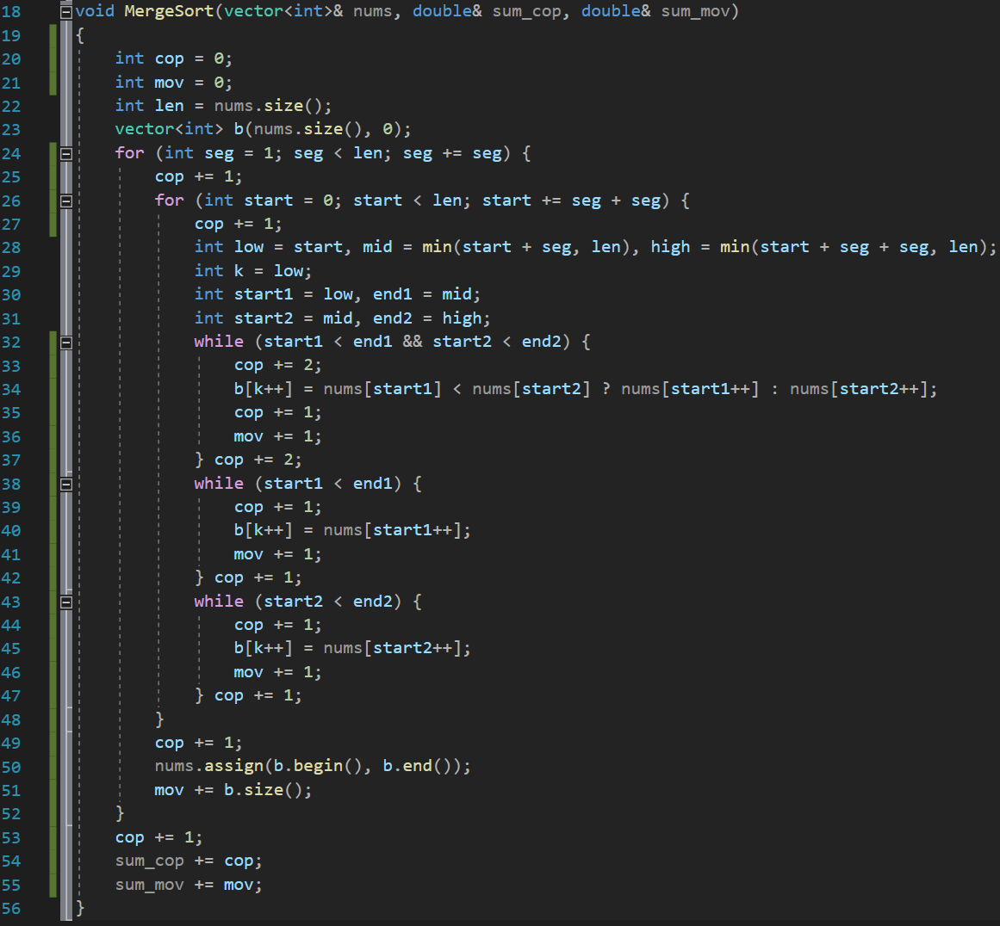 18 void MergeSort(vector<int>& nums, double& sum_cop, double& sum_mov)
19 {
20     int cop = 0;
21     int mov = 0;
22     int len = nums.size();
23     vector<int> b(nums.size(), 0);
24     for (int seg = 1; seg < len; seg += seg) {
25         cop += 1;
26         for (int start = 0; start < len; start += seg + seg) {
27             cop += 1;
28             int low = start, mid = min(start + seg, len), high = min(start + seg + seg, len);
29             int k = low;
30             int start1 = low, end1 = mid;
31             int start2 = mid, end2 = high;
32             while (start1 < end1 && start2 < end2) {
33                 cop += 2;
34                 b[k++] = nums[start1] < nums[start2] ? nums[start1++] : nums[start2++];
35                 cop += 1;
36                 mov += 1;
37             } cop += 2;
38             while (start1 < end1) {
39                 cop += 1;
40                 b[k++] = nums[start1++];
41                 mov += 1;
42             } cop += 1;
43             while (start2 < end2) {
44                 cop += 1;
45                 b[k++] = nums[start2++];
46                 mov += 1;
47             } cop += 1;
48         }
49         cop += 1;
50         nums.assign(b.begin(), b.end());
51         mov += b.size();
52     }
53     cop += 1;
54     sum_cop += cop;
55     sum_mov += mov;
56 }